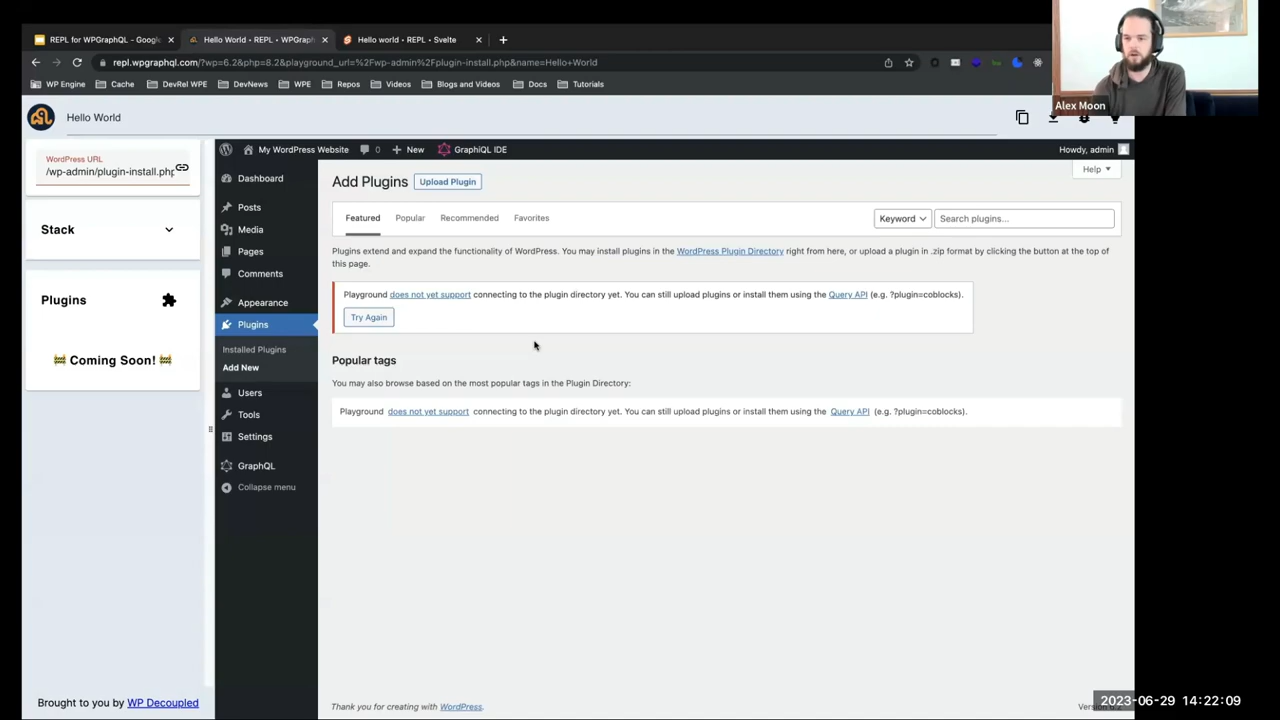 REPL for WPGraphQL - Google
Hello World • REPL • WPGraph
Hello world • REPL • Svelte
repl.wpgraphql.com/?wp=6.2&php=8.2&playground_url=%2Fwp-admin%2Fplugin-install.php&name=Hello+World
WP Engine
Cache
DevRel WPE
DevNews
WPE
Repos
Videos
Blogs and Videos
Docs
Tutorials
Alex Moon
Hello World
WordPress URL
/wp-admin/plugin-install.php
Stack
Plugins
🚧 Coming Soon! 🚧
Brought to you by WP Decoupled
My WordPress Website
0
New
GraphiQL IDE
Howdy, admin
Dashboard
Posts
Media
Pages
Comments
Appearance
Plugins
Installed Plugins
Add New
Users
Tools
Settings
GraphQL
Collapse menu
Help
Add Plugins
Upload Plugin
Featured
Popular
Recommended
Favorites
Keyword
Search plugins...
Plugins extend and expand the functionality of WordPress. You may install plugins in the WordPress Plugin Directory right from here, or upload a plugin in .zip format by clicking the button at the top of
this page.
Playground does not yet support connecting to the plugin directory yet. You can still upload plugins or install them using the Query API (e.g. ?plugin=coblocks).
Try Again
Popular tags
You may also browse based on the most popular tags in the Plugin Directory:
Playground does not yet support connecting to the plugin directory yet. You can still upload plugins or install them using the Query API (e.g. ?plugin=coblocks).
Thank you for creating with WordPress.
2023-06-29 14:22:09